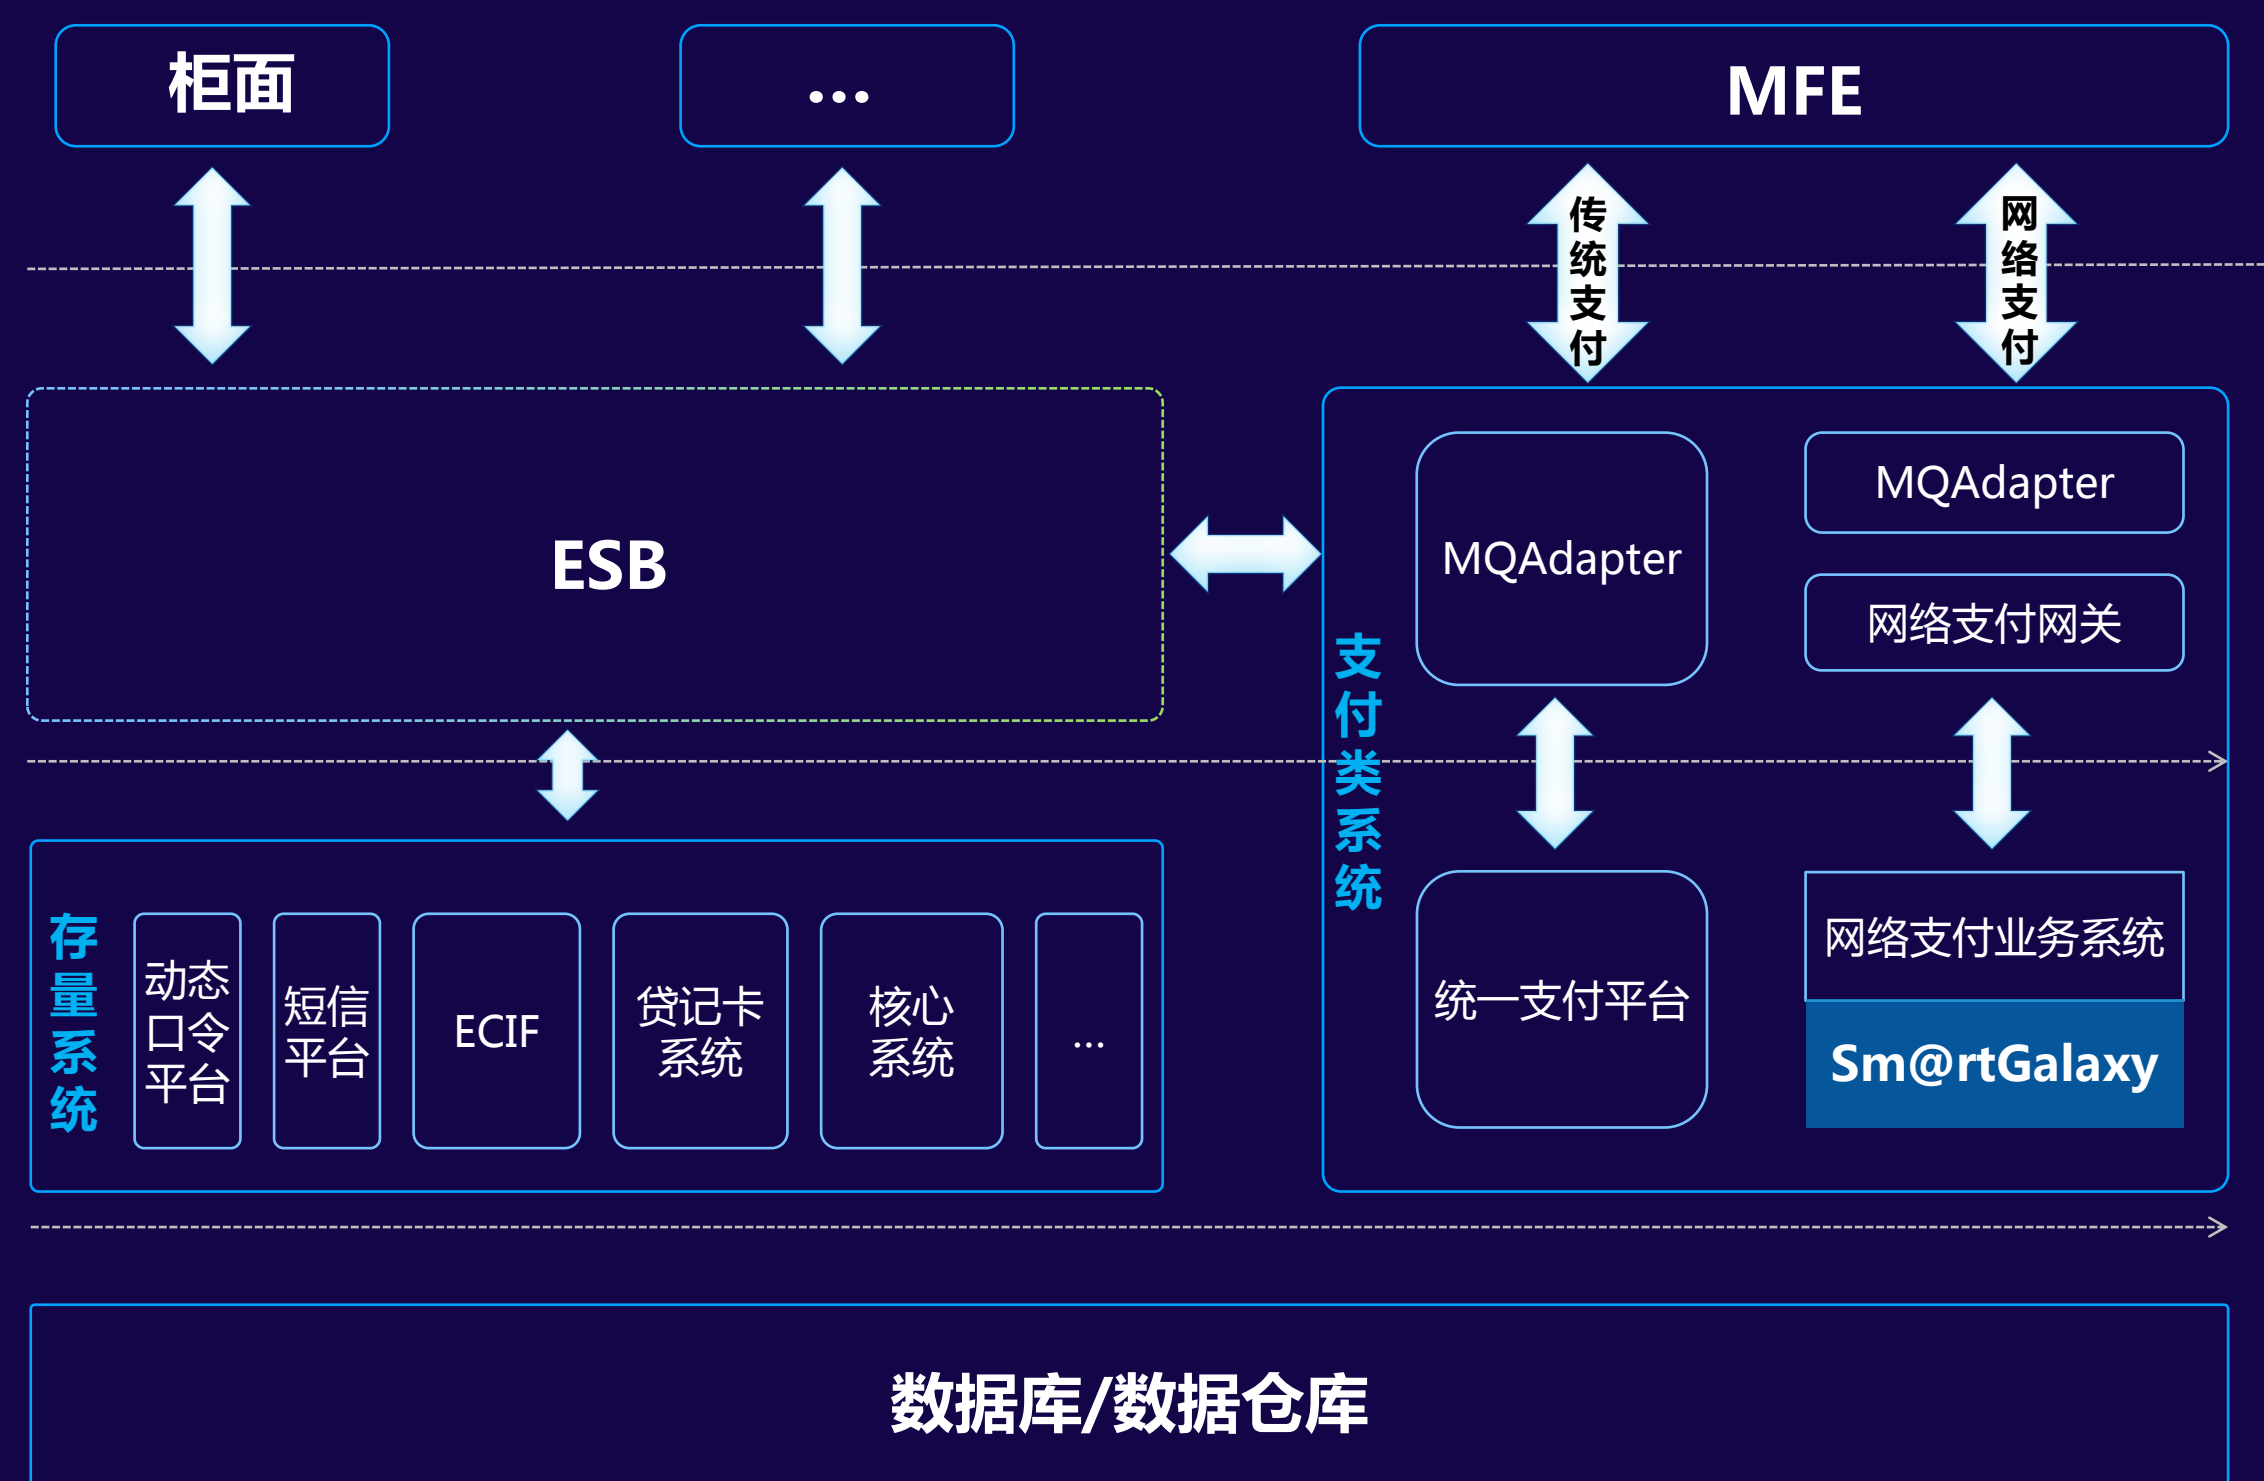 柜面
...
MFE
传统支付
网络支付
ESB
支付类系统
MQAdapter
MQAdapter
网络支付网关
存量系统
动态
口令
平台
短信
平台
ECIF
贷记卡
系统
核心
系统
...
统一支付平台
网络支付业务系统
Sm@rtGalaxy
数据库/数据仓库